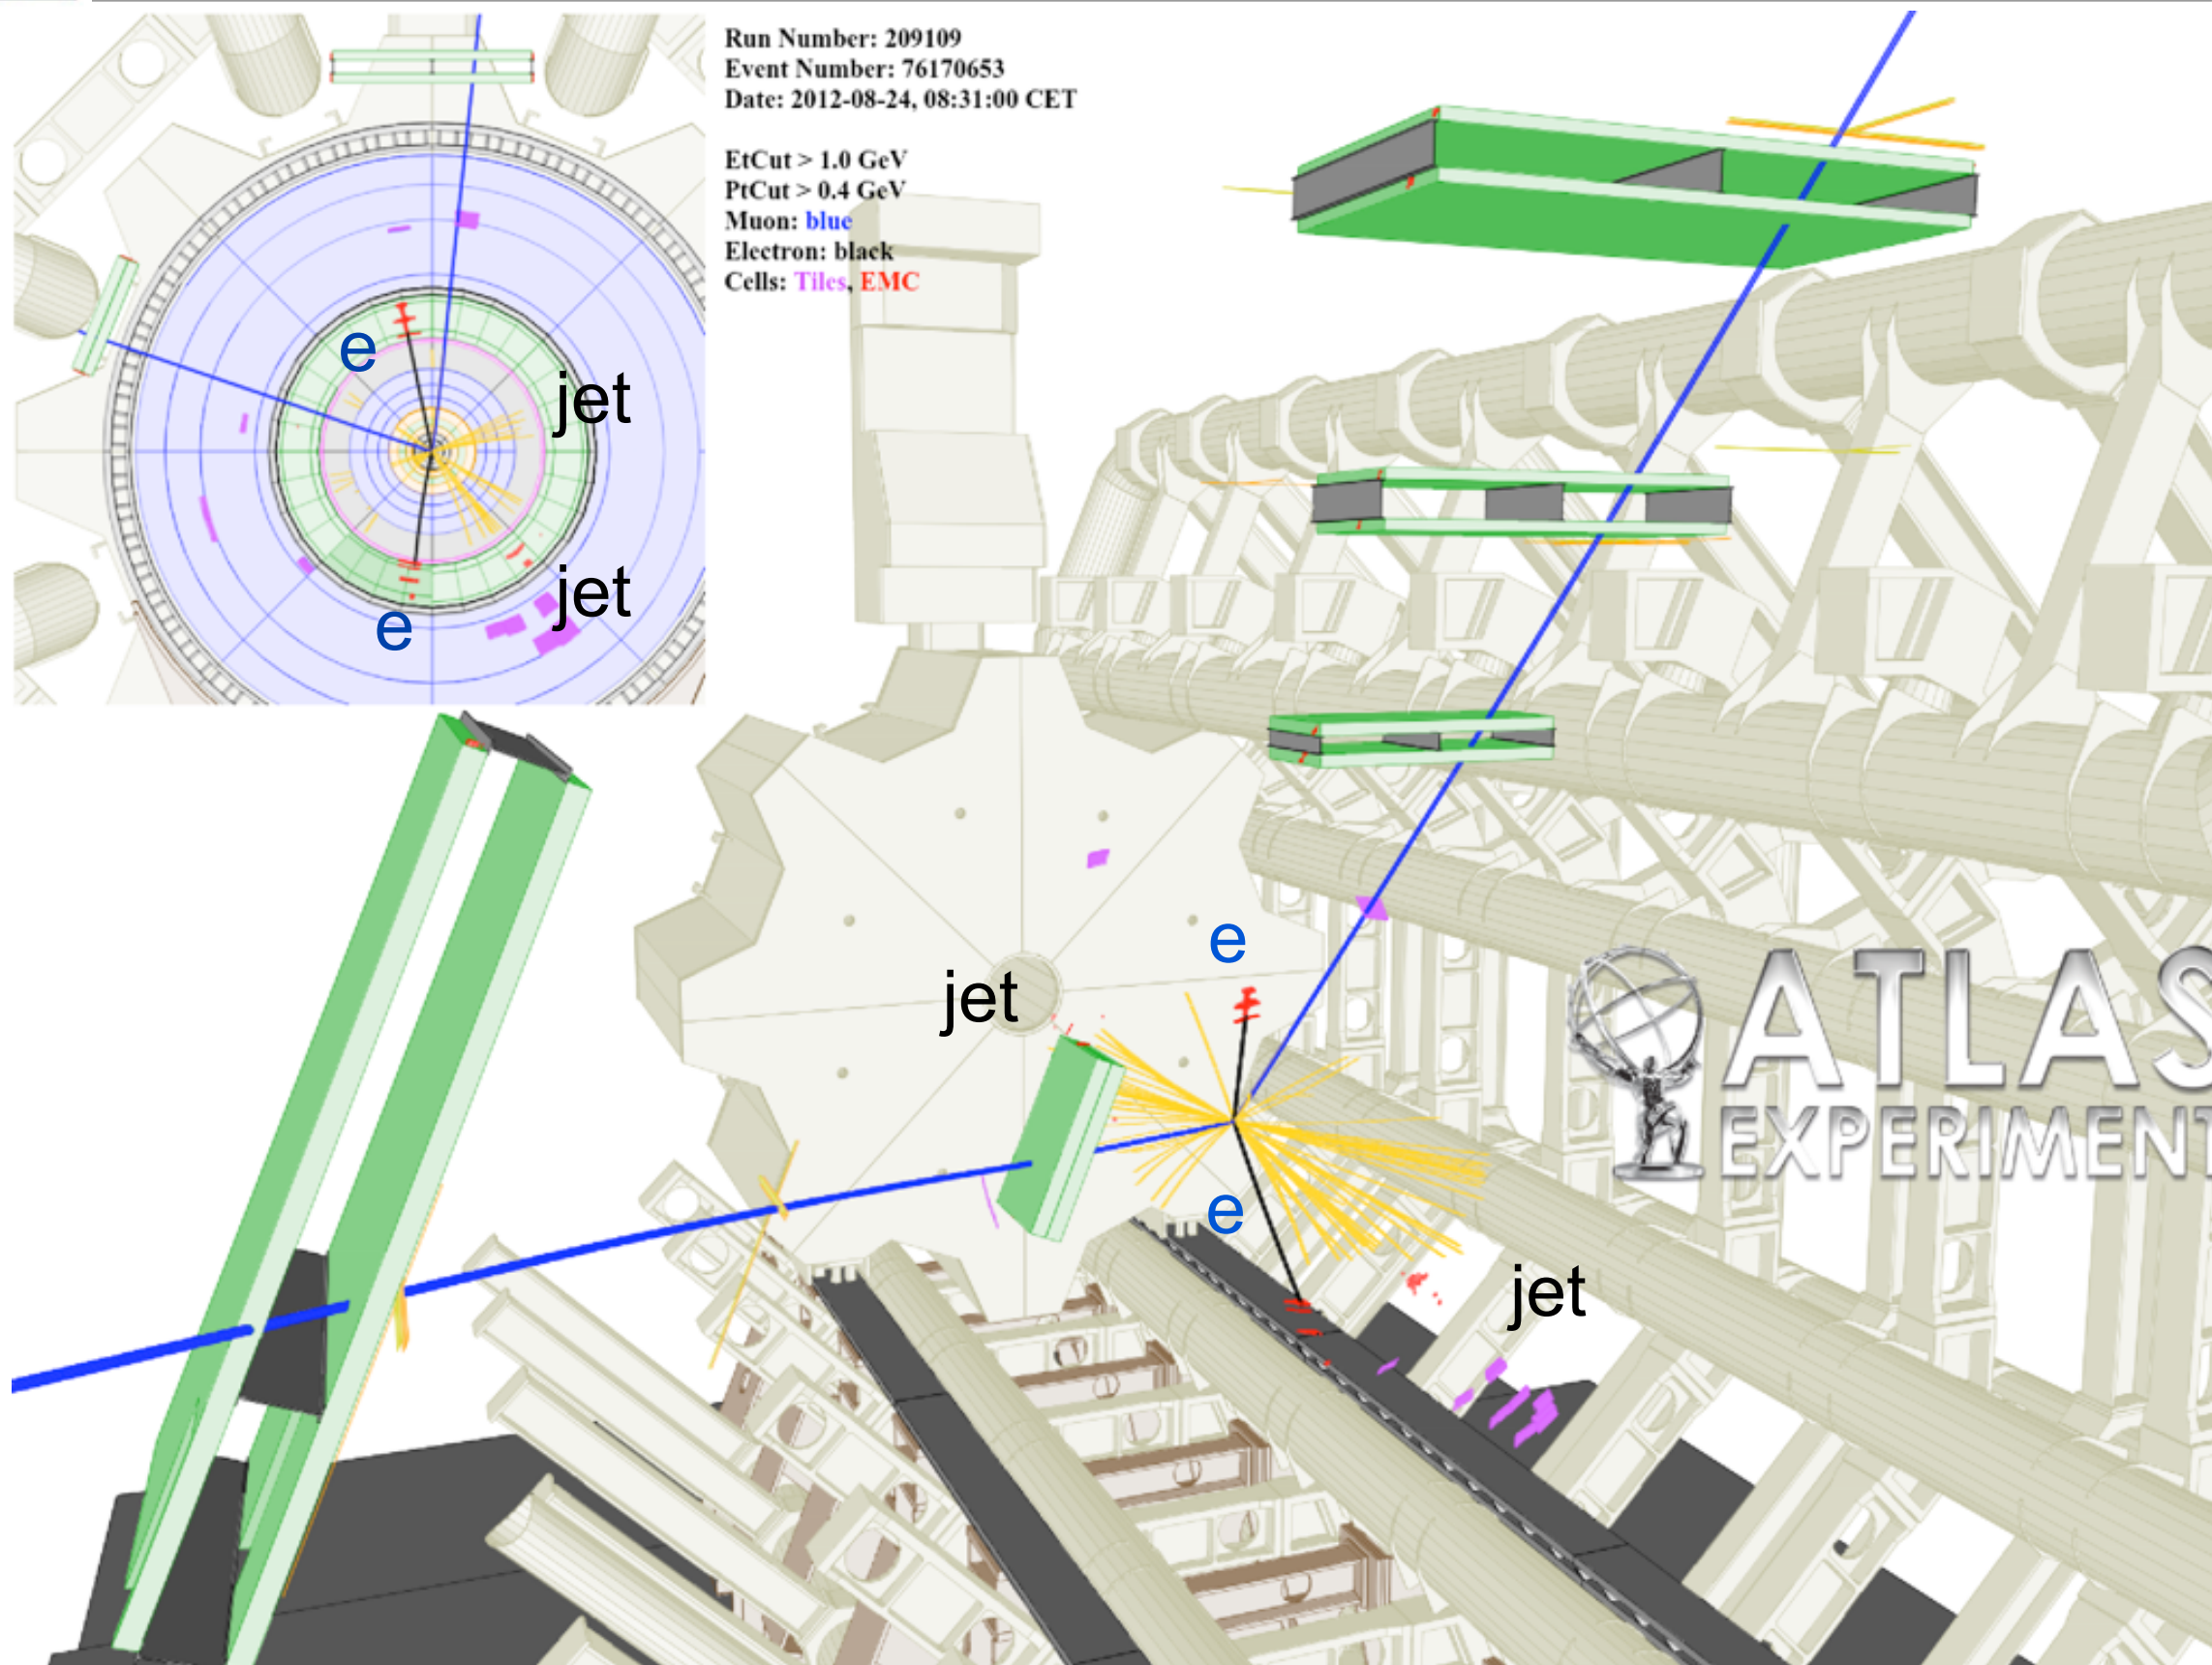 Run Number: 209109
Event Number: 76170653
Date: 2012-08-24, 08:31:00 CET
EtCut > 1.0 GeV
PtCut > 0.4 GeV
Muon: blue
Electron: black
Cells: Tiles, EMC
e
jet
jet
e
e
jet
e
jet
ATLAS
EXPERIMENT